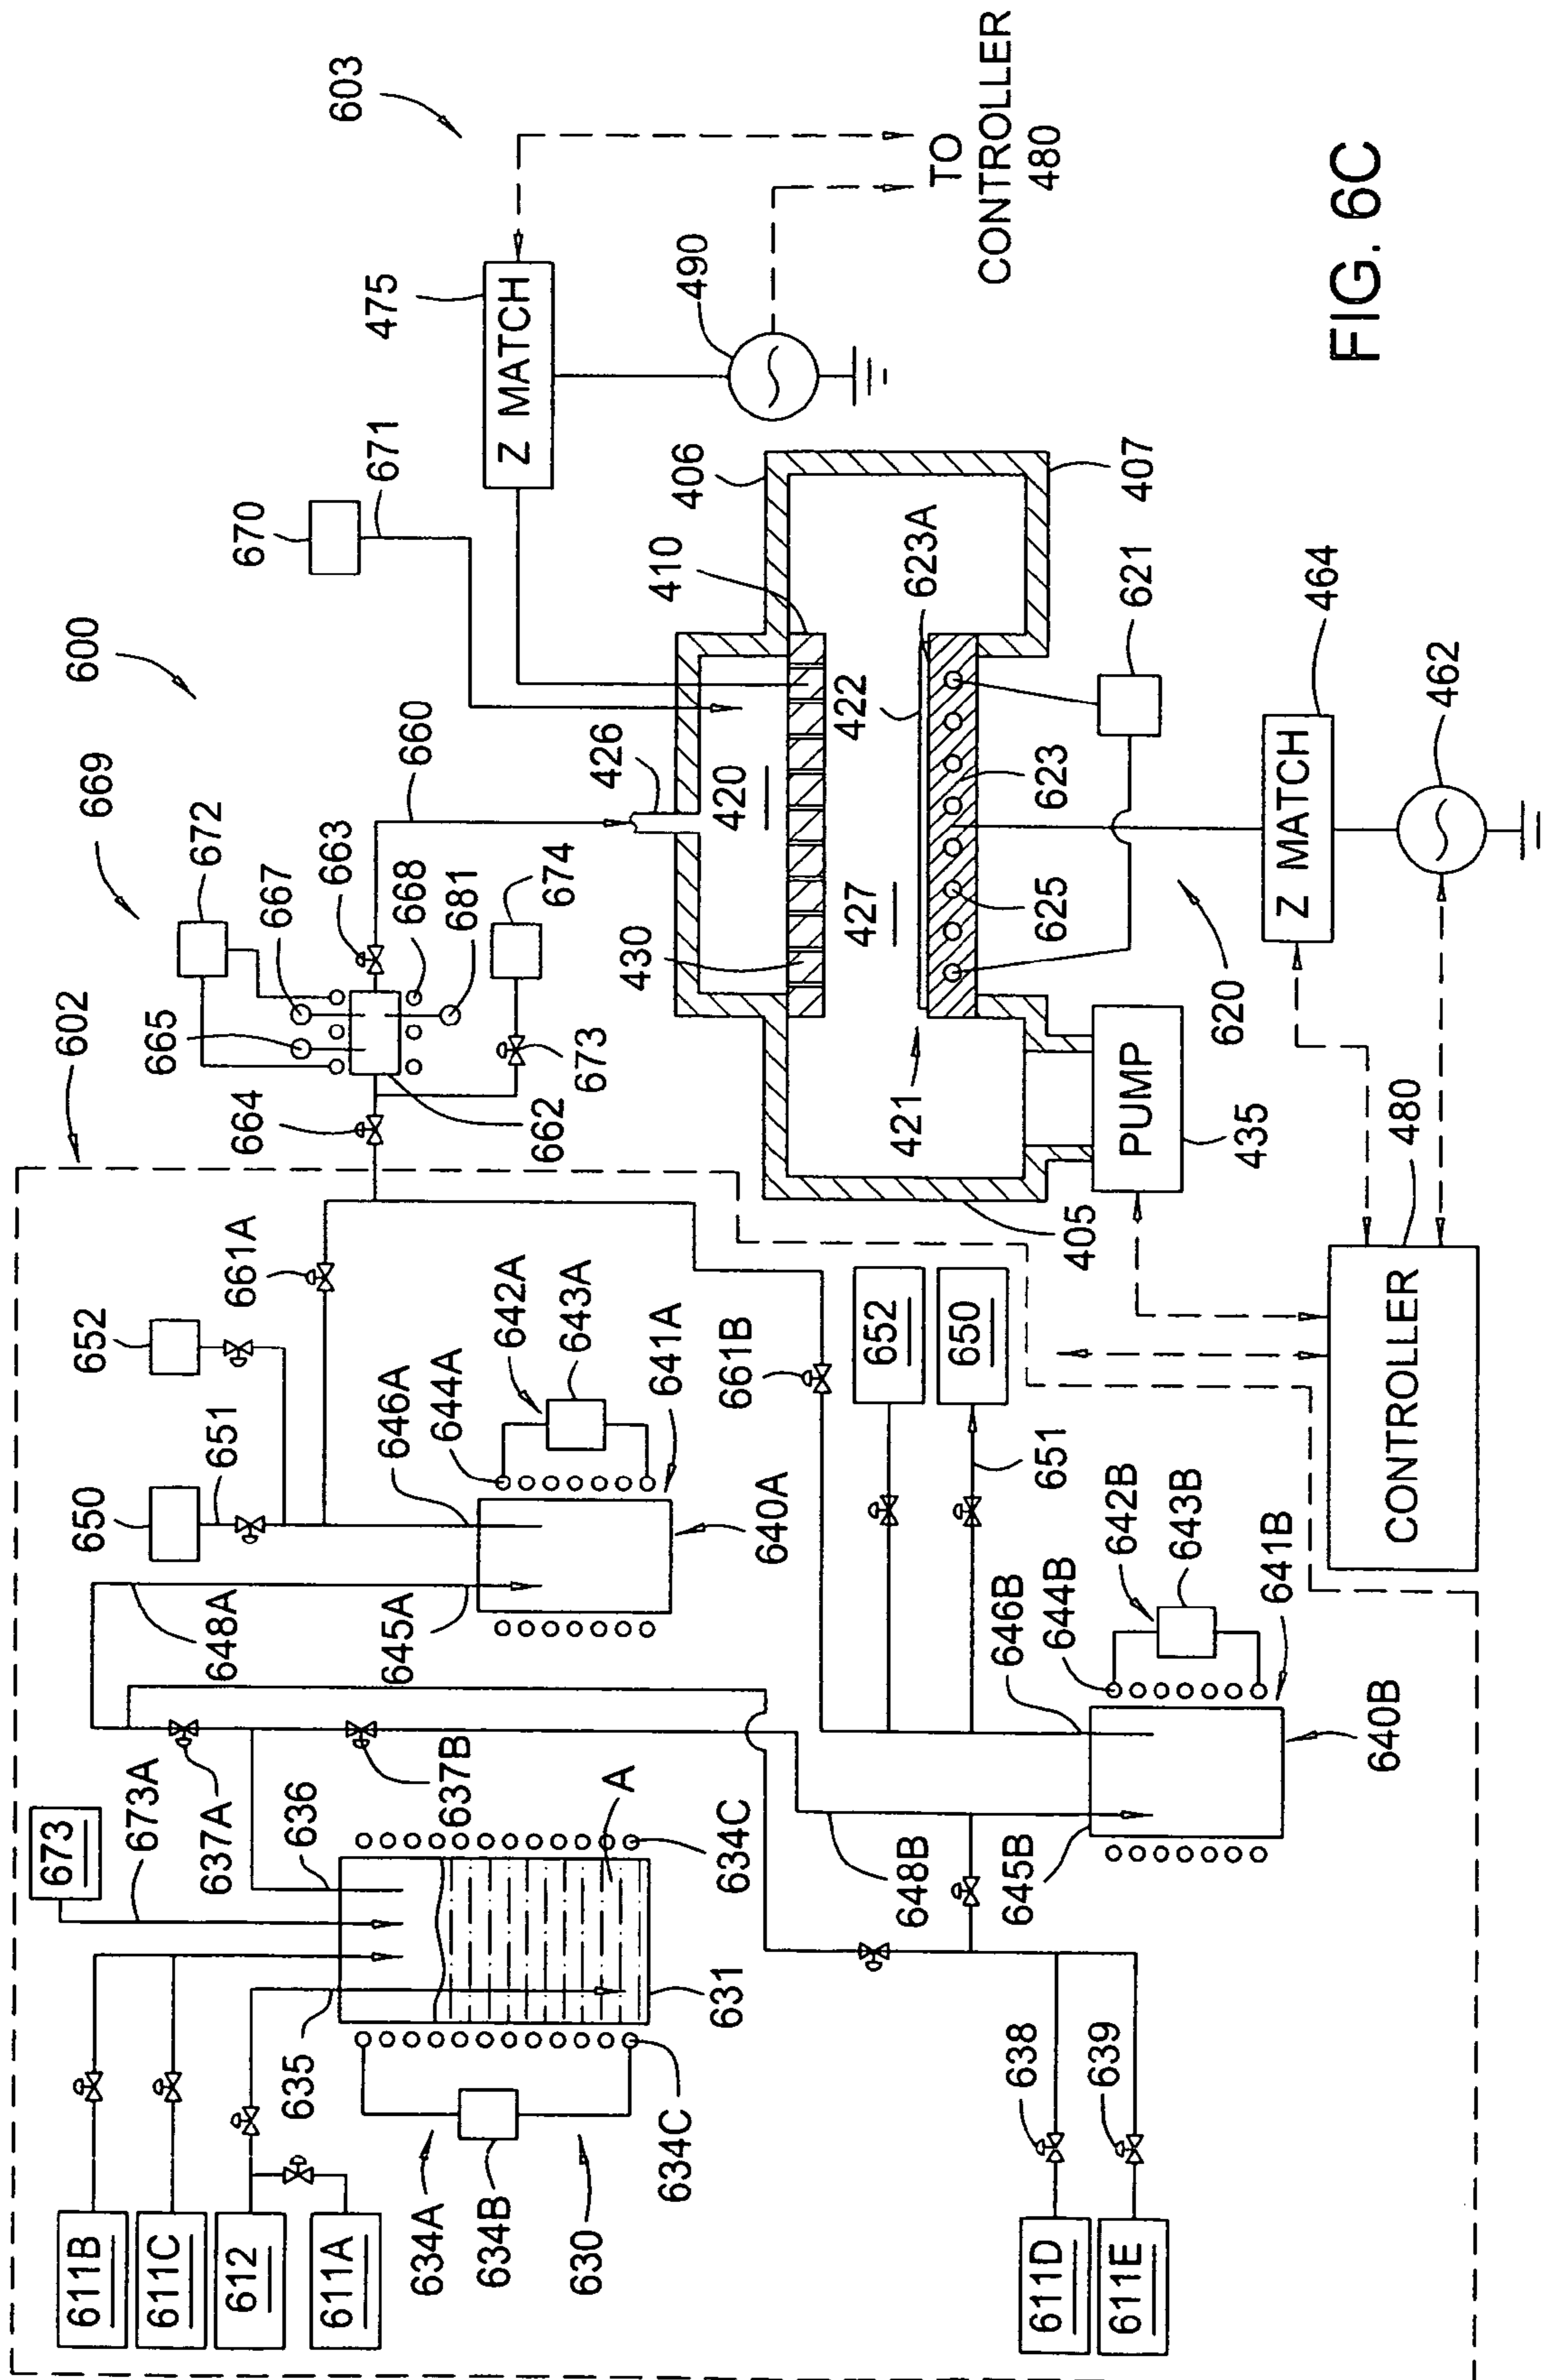 603
600
669
602
672
667
665
663
664
668
681
674
673
662
660
426
670
671
475
Z MATCH
490
TO
CONTROLLER
480
406
410
420
430
422
427
623A
407
421
625
623
621
620
405
PUMP
435
464
Z MATCH
462
480
CONTROLLER
652
661A
650
651
648A
645A
646A
644A
642A
643A
641A
640A
661B
652
650
651
646B
644B
642B
643B
641B
640B
648B
645B
673
673A
637A
636
637B
A
634C
635
631
634A
634B
630
634C
611B
611C
612
611A
638
639
611D
611E
FIG. 6C